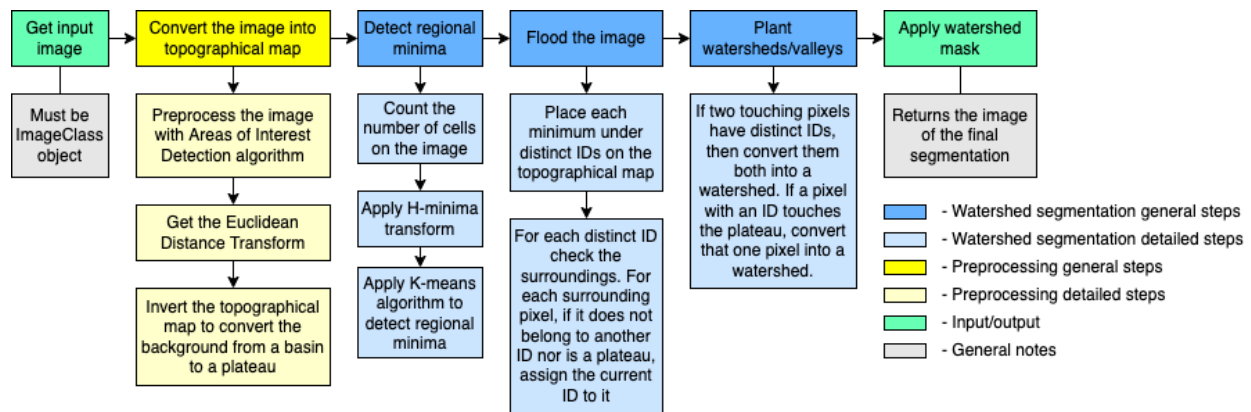 Get input
image
Convert the image into
topographical map
Detect regional
minima
Flood the image
Plant
watersheds/valleys
Apply watershed
mask
Must be
ImageClass
object
Preprocess the image
with Areas of Interest
Detection algorithm
Get the Euclidean
Distance Transform
Invert the topographical
map to convert the
background from a basin
to a plateau
Count the
number of cells
on the image
Apply H-minima
transform
Apply K-means
algorithm to
detect regional
minima
Place each
minimum under
distinct IDs on the
topographical map
For each distinct ID
check the
surroundings. For
each surrounding
pixel, if it does not
belong to another
ID nor is a plateau,
assign the current
ID to it
If two touching pixels
have distinct IDs,
then convert them
both into a
watershed. If a pixel
with an ID touches
the plateau, convert
that one pixel into a
watershed.
Returns the image
of the final
segmentation
- Watershed segmentation general steps
- Watershed segmentation detailed steps
- Preprocessing general steps
- Preprocessing detailed steps
- Input/output
- General notes